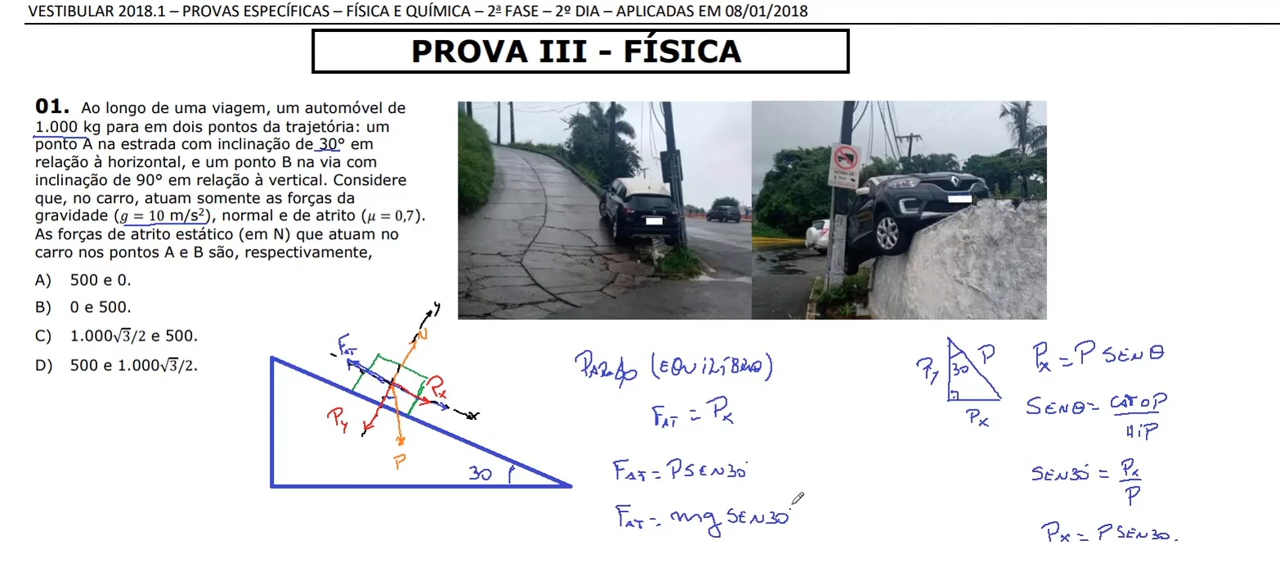 VESTIBULAR 2018.1 – PROVAS ESPECÍFICAS – FÍSICA E QUÍMICA – 2ª FASE – 2º DIA – APLICADAS EM 08/01/2018
PROVA III - FÍSICA
01. Ao longo de uma viagem, um automóvel de
1.000 kg para em dois pontos da trajetória: um
ponto A na estrada com inclinação de 30° em
relação à horizontal, e um ponto B na via com
inclinação de 90° em relação à vertical. Considere
que, no carro, atuam somente as forças da
gravidade (g = 10 m/s²), normal e de atrito (μ = 0,7).
As forças de atrito estático (em N) que atuam no
carro nos pontos A e B são, respectivamente,
A) 500 e 0.
B) 0 e 500.
C) 1.000√3/2 e 500.
D) 500 e 1.000√3/2.
y
N
FAT
Px
x
Py
P
30
PARADO (EQUILÍBRIO)
FAT = Px
FAT = P SEN 30°
FAT = mg SEN 30°
Py
30
P
Px
Px = P SEN θ
SEN θ = CAT OP
HIP
SEN 30° = Px
P
Px = P SEN 30.